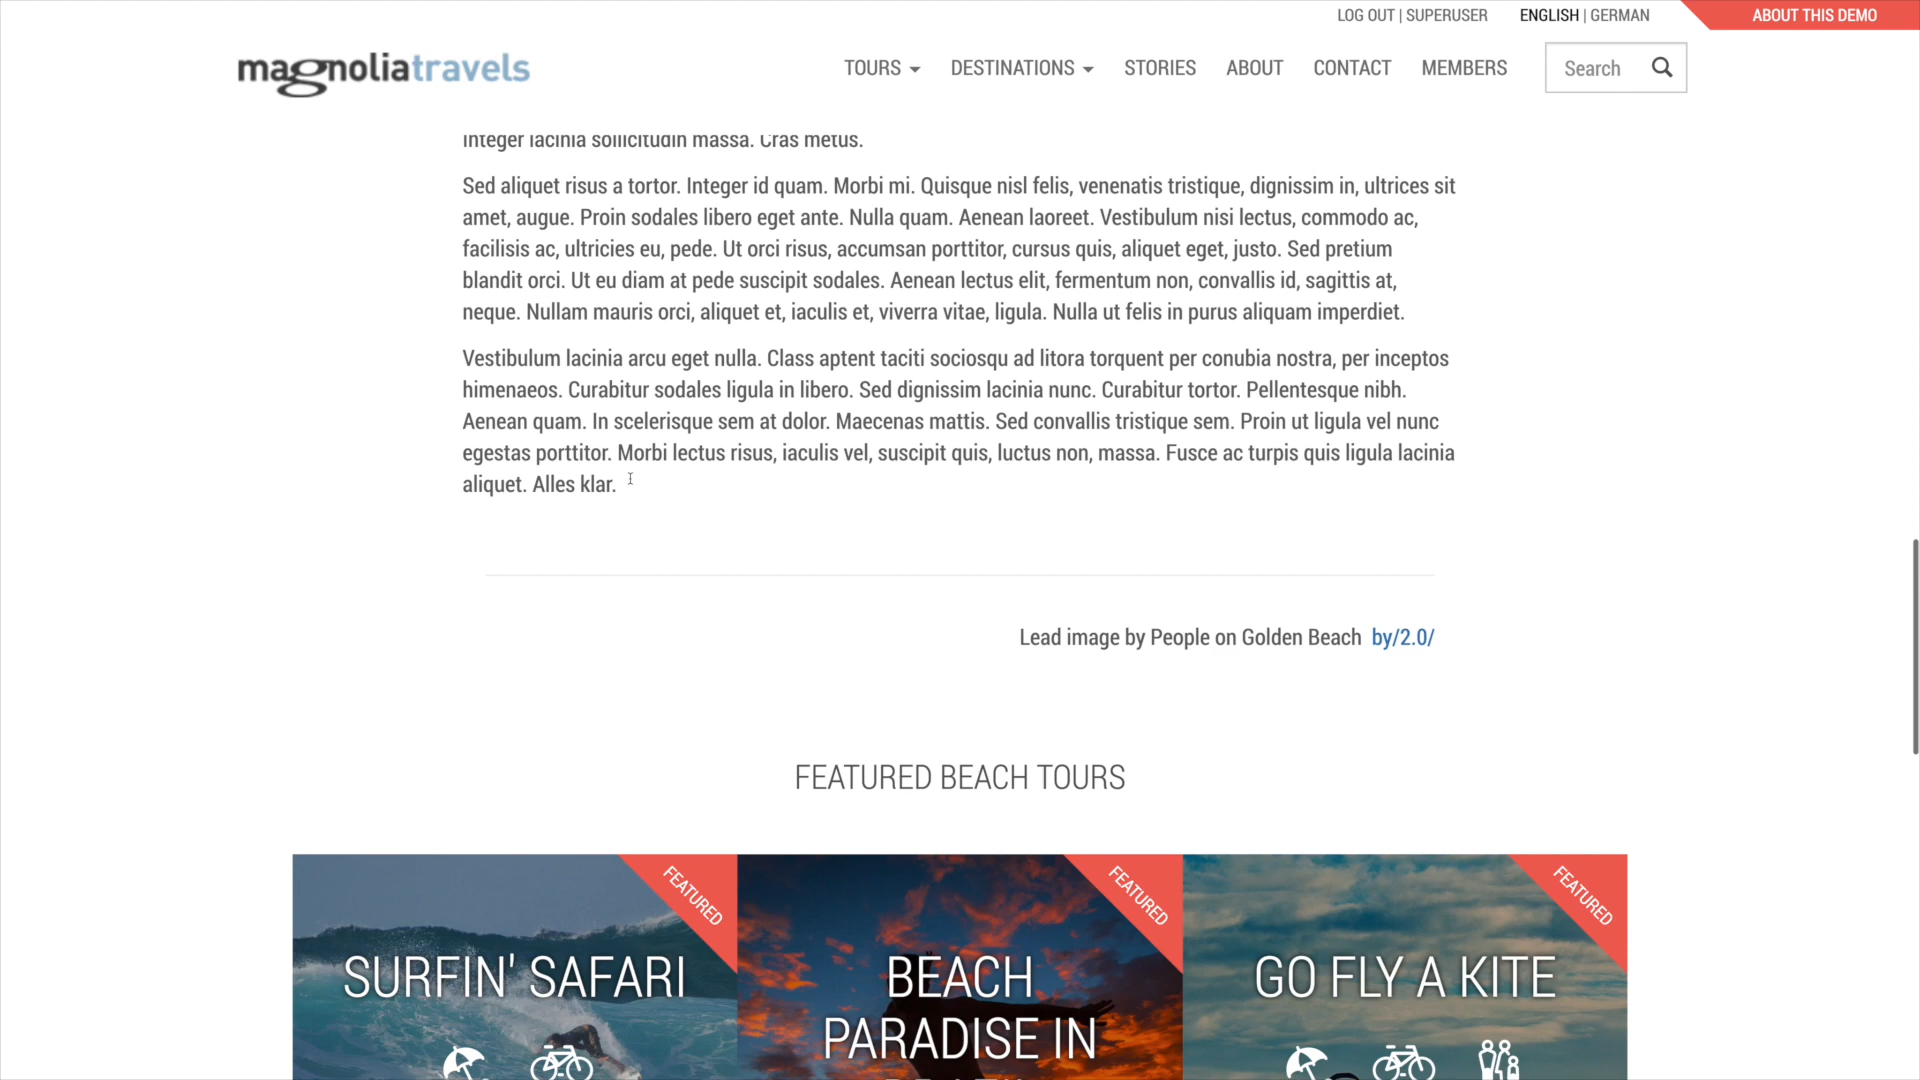 LOG OUT | SUPERUSER ENGLISH | GERMAN ABOUT THIS DEMO
magnoliatravels
TOURS DESTINATIONS STORIES ABOUT CONTACT MEMBERS Search
Integer lacinia sollicitudin massa. Cras metus.
Sed aliquet risus a tortor. Integer id quam. Morbi mi. Quisque nisl felis, venenatis tristique, dignissim in, ultrices sit
amet, augue. Proin sodales libero eget ante. Nulla quam. Aenean laoreet. Vestibulum nisi lectus, commodo ac,
facilisis ac, ultricies eu, pede. Ut orci risus, accumsan porttitor, cursus quis, aliquet eget, justo. Sed pretium
blandit orci. Ut eu diam at pede suscipit sodales. Aenean lectus elit, fermentum non, convallis id, sagittis at,
neque. Nullam mauris orci, aliquet et, iaculis et, viverra vitae, ligula. Nulla ut felis in purus aliquam imperdiet.
Vestibulum lacinia arcu eget nulla. Class aptent taciti sociosqu ad litora torquent per conubia nostra, per inceptos
himenaeos. Curabitur sodales ligula in libero. Sed dignissim lacinia nunc. Curabitur tortor. Pellentesque nibh.
Aenean quam. In scelerisque sem at dolor. Maecenas mattis. Sed convallis tristique sem. Proin ut ligula vel nunc
egestas porttitor. Morbi lectus risus, iaculis vel, suscipit quis, luctus non, massa. Fusce ac turpis quis ligula lacinia
aliquet. Alles klar.
Lead image by People on Golden Beach by/2.0/
FEATURED BEACH TOURS
FEATURED
SURFIN' SAFARI
FEATURED
BEACH
PARADISE IN
FEATURED
GO FLY A KITE